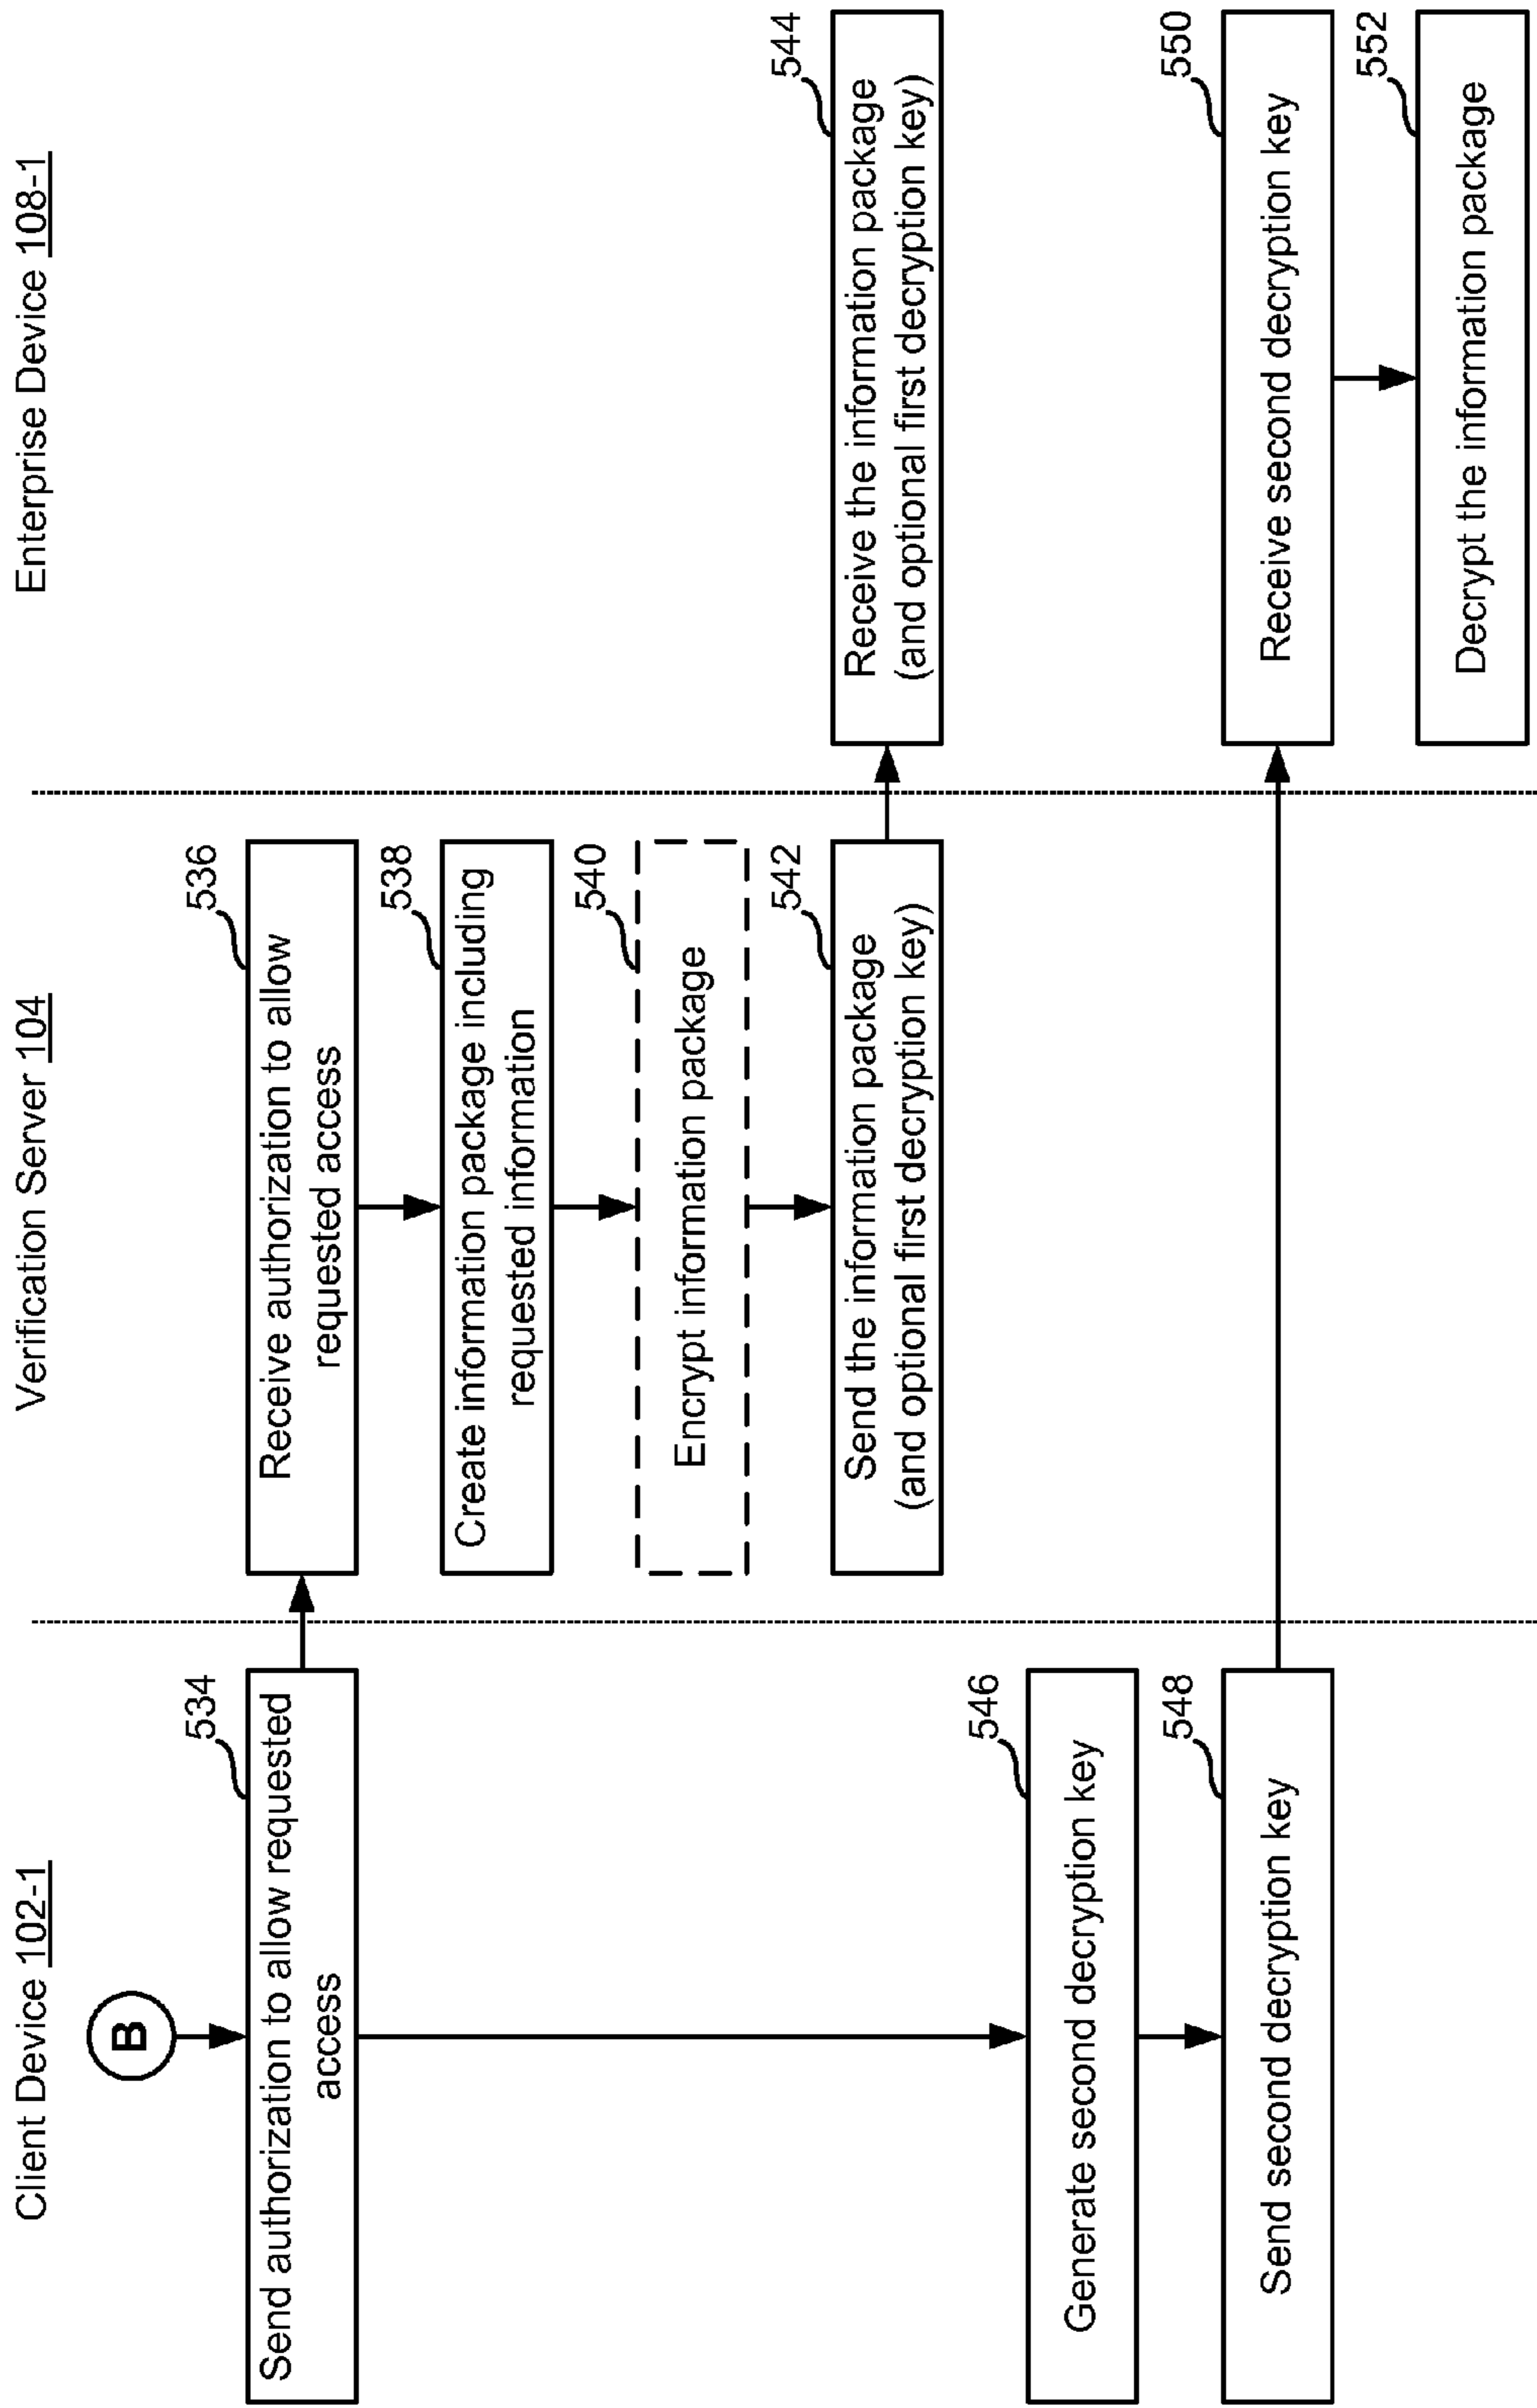 Client Device 102-1
Verification Server 104
Enterprise Device 108-1
B
534
Send authorization to allow requested
access
536
Receive authorization to allow
requested access
538
Create information package including
requested information
540
Encrypt information package
542
Send the information package
(and optional first decryption key)
544
Receive the information package
(and optional first decryption key)
546
Generate second decryption key
548
Send second decryption key
550
Receive second decryption key
552
Decrypt the information package